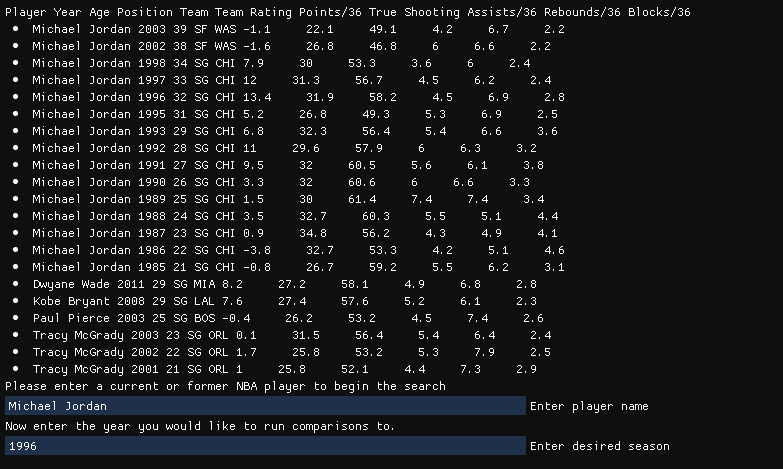 Player Year Age Position Team Team Rating Points/36 True Shooting Assists/36 Rebounds/36 Blocks/36
Michael Jordan 2003 39 SF WAS -1.1 22.1 49.1 4.2 6.7 2.2
Michael Jordan 2002 38 SF WAS -1.6 26.8 46.8 6 6.6 2.2
Michael Jordan 1998 34 SG CHI 7.9 30 53.3 3.6 6 2.4
Michael Jordan 1997 33 SG CHI 12 31.3 56.7 4.5 6.2 2.4
Michael Jordan 1996 32 SG CHI 13.4 31.9 58.2 4.5 6.9 2.8
Michael Jordan 1995 31 SG CHI 5.2 26.8 49.3 5.3 6.9 2.5
Michael Jordan 1993 29 SG CHI 6.8 32.3 56.4 5.4 6.6 3.6
Michael Jordan 1992 28 SG CHI 11 29.6 57.9 6 6.3 3.2
Michael Jordan 1991 27 SG CHI 9.5 32 60.5 5.6 6.1 3.8
Michael Jordan 1990 26 SG CHI 3.3 32 60.6 6 6.6 3.3
Michael Jordan 1989 25 SG CHI 1.5 30 61.4 7.4 7.4 3.4
Michael Jordan 1988 24 SG CHI 3.5 32.7 60.3 5.5 5.1 4.4
Michael Jordan 1987 23 SG CHI 0.9 34.8 56.2 4.3 4.9 4.1
Michael Jordan 1986 22 SG CHI -3.8 32.7 53.3 4.2 5.1 4.6
Michael Jordan 1985 21 SG CHI -0.8 26.7 59.2 5.5 6.2 3.1
Dwyane Wade 2011 29 SG MIA 8.2 27.2 58.1 4.9 6.8 2.8
Kobe Bryant 2008 29 SG LAL 7.6 27.4 57.6 5.2 6.1 2.3
Paul Pierce 2003 25 SG BOS -0.4 26.2 53.2 4.5 7.4 2.6
Tracy McGrady 2003 23 SG ORL 0.1 31.5 56.4 5.4 6.4 2.4
Tracy McGrady 2002 22 SG ORL 1.7 25.8 53.2 5.3 7.9 2.5
Tracy McGrady 2001 21 SG ORL 1 25.8 52.1 4.4 7.3 2.9
Please enter a current or former NBA player to begin the search
Michael Jordan Enter player name
Now enter the year you would like to run comparisons to.
1996 Enter desired season